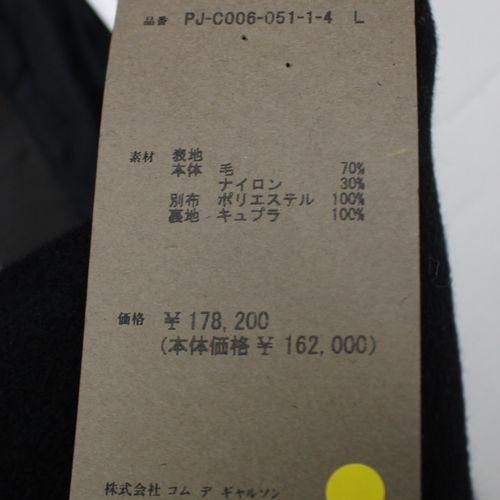 品番 PJ-C006-051-1-4 L
素材 表地
本体 毛 70%
ナイロン 30%
別布 ポリエステル 100%
裏地 キュプラ 100%
価格 ¥ 178,200
(本体価格 ¥ 162,000)
株式会社 コム デ ギャルソン